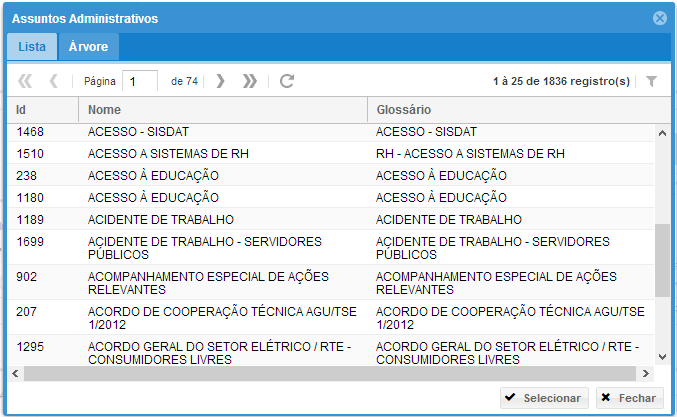 Assuntos Administrativos
Lista Árvore
Página 1 de 74 1 à 25 de 1836 registro(s)
Id Nome Glossário
1468 ACESSO - SISDAT ACESSO - SISDAT
1510 ACESSO A SISTEMAS DE RH RH - ACESSO A SISTEMAS DE RH
238 ACESSO À EDUCAÇÃO ACESSO À EDUCAÇÃO
1180 ACESSO À EDUCAÇÃO ACESSO À EDUCAÇÃO
1189 ACIDENTE DE TRABALHO ACIDENTE DE TRABALHO
1699 ACIDENTE DE TRABALHO - SERVIDORES ACIDENTE DE TRABALHO - SERVIDORES
PÚBLICOS PÚBLICOS
902 ACOMPANHAMENTO ESPECIAL DE AÇÕES ACOMPANHAMENTO ESPECIAL DE AÇÕES
RELEVANTES RELEVANTES
207 ACORDO DE COOPERAÇÃO TÉCNICA AGU/TSE ACORDO DE COOPERAÇÃO TÉCNICA AGU/TSE
1/2012 1/2012
1295 ACORDO GERAL DO SETOR ELÉTRICO / RTE - ACORDO GERAL DO SETOR ELÉTRICO / RTE -
CONSUMIDORES LIVRES CONSUMIDORES LIVRES
Selecionar Fechar